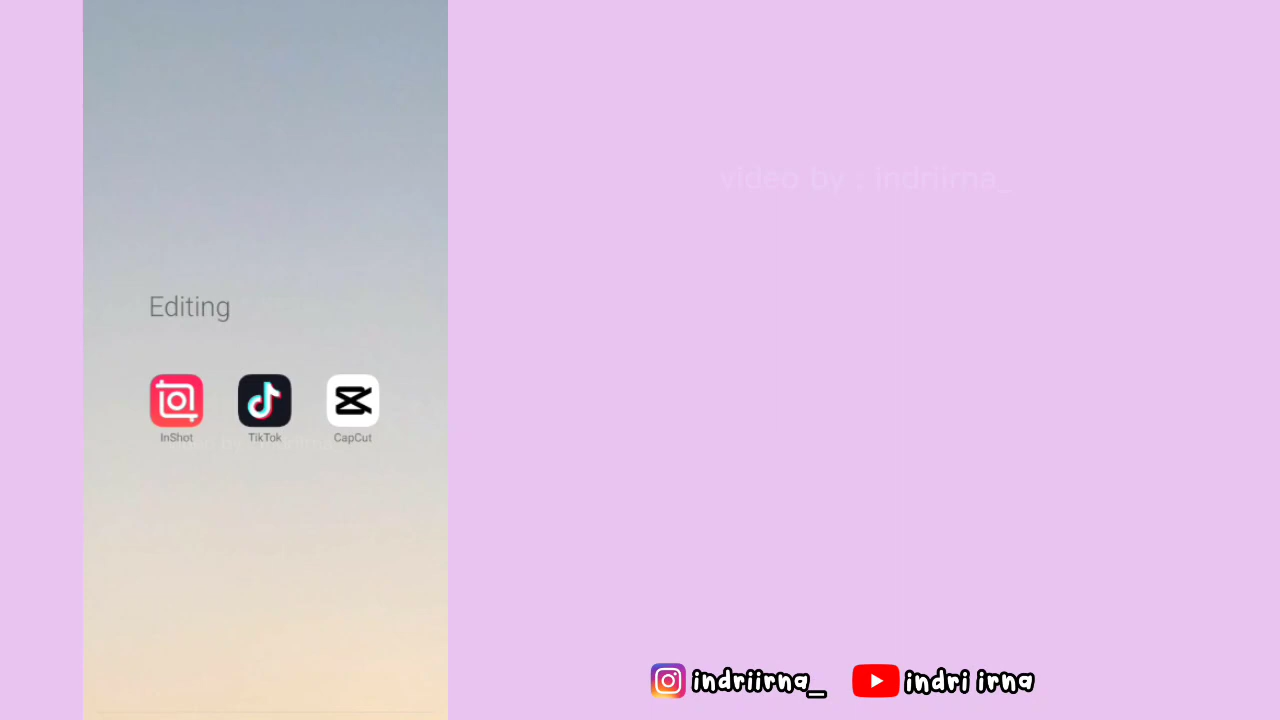 video by : indriirna_
Editing
InShot
TikTok
CapCut
indriirna_
indri irna